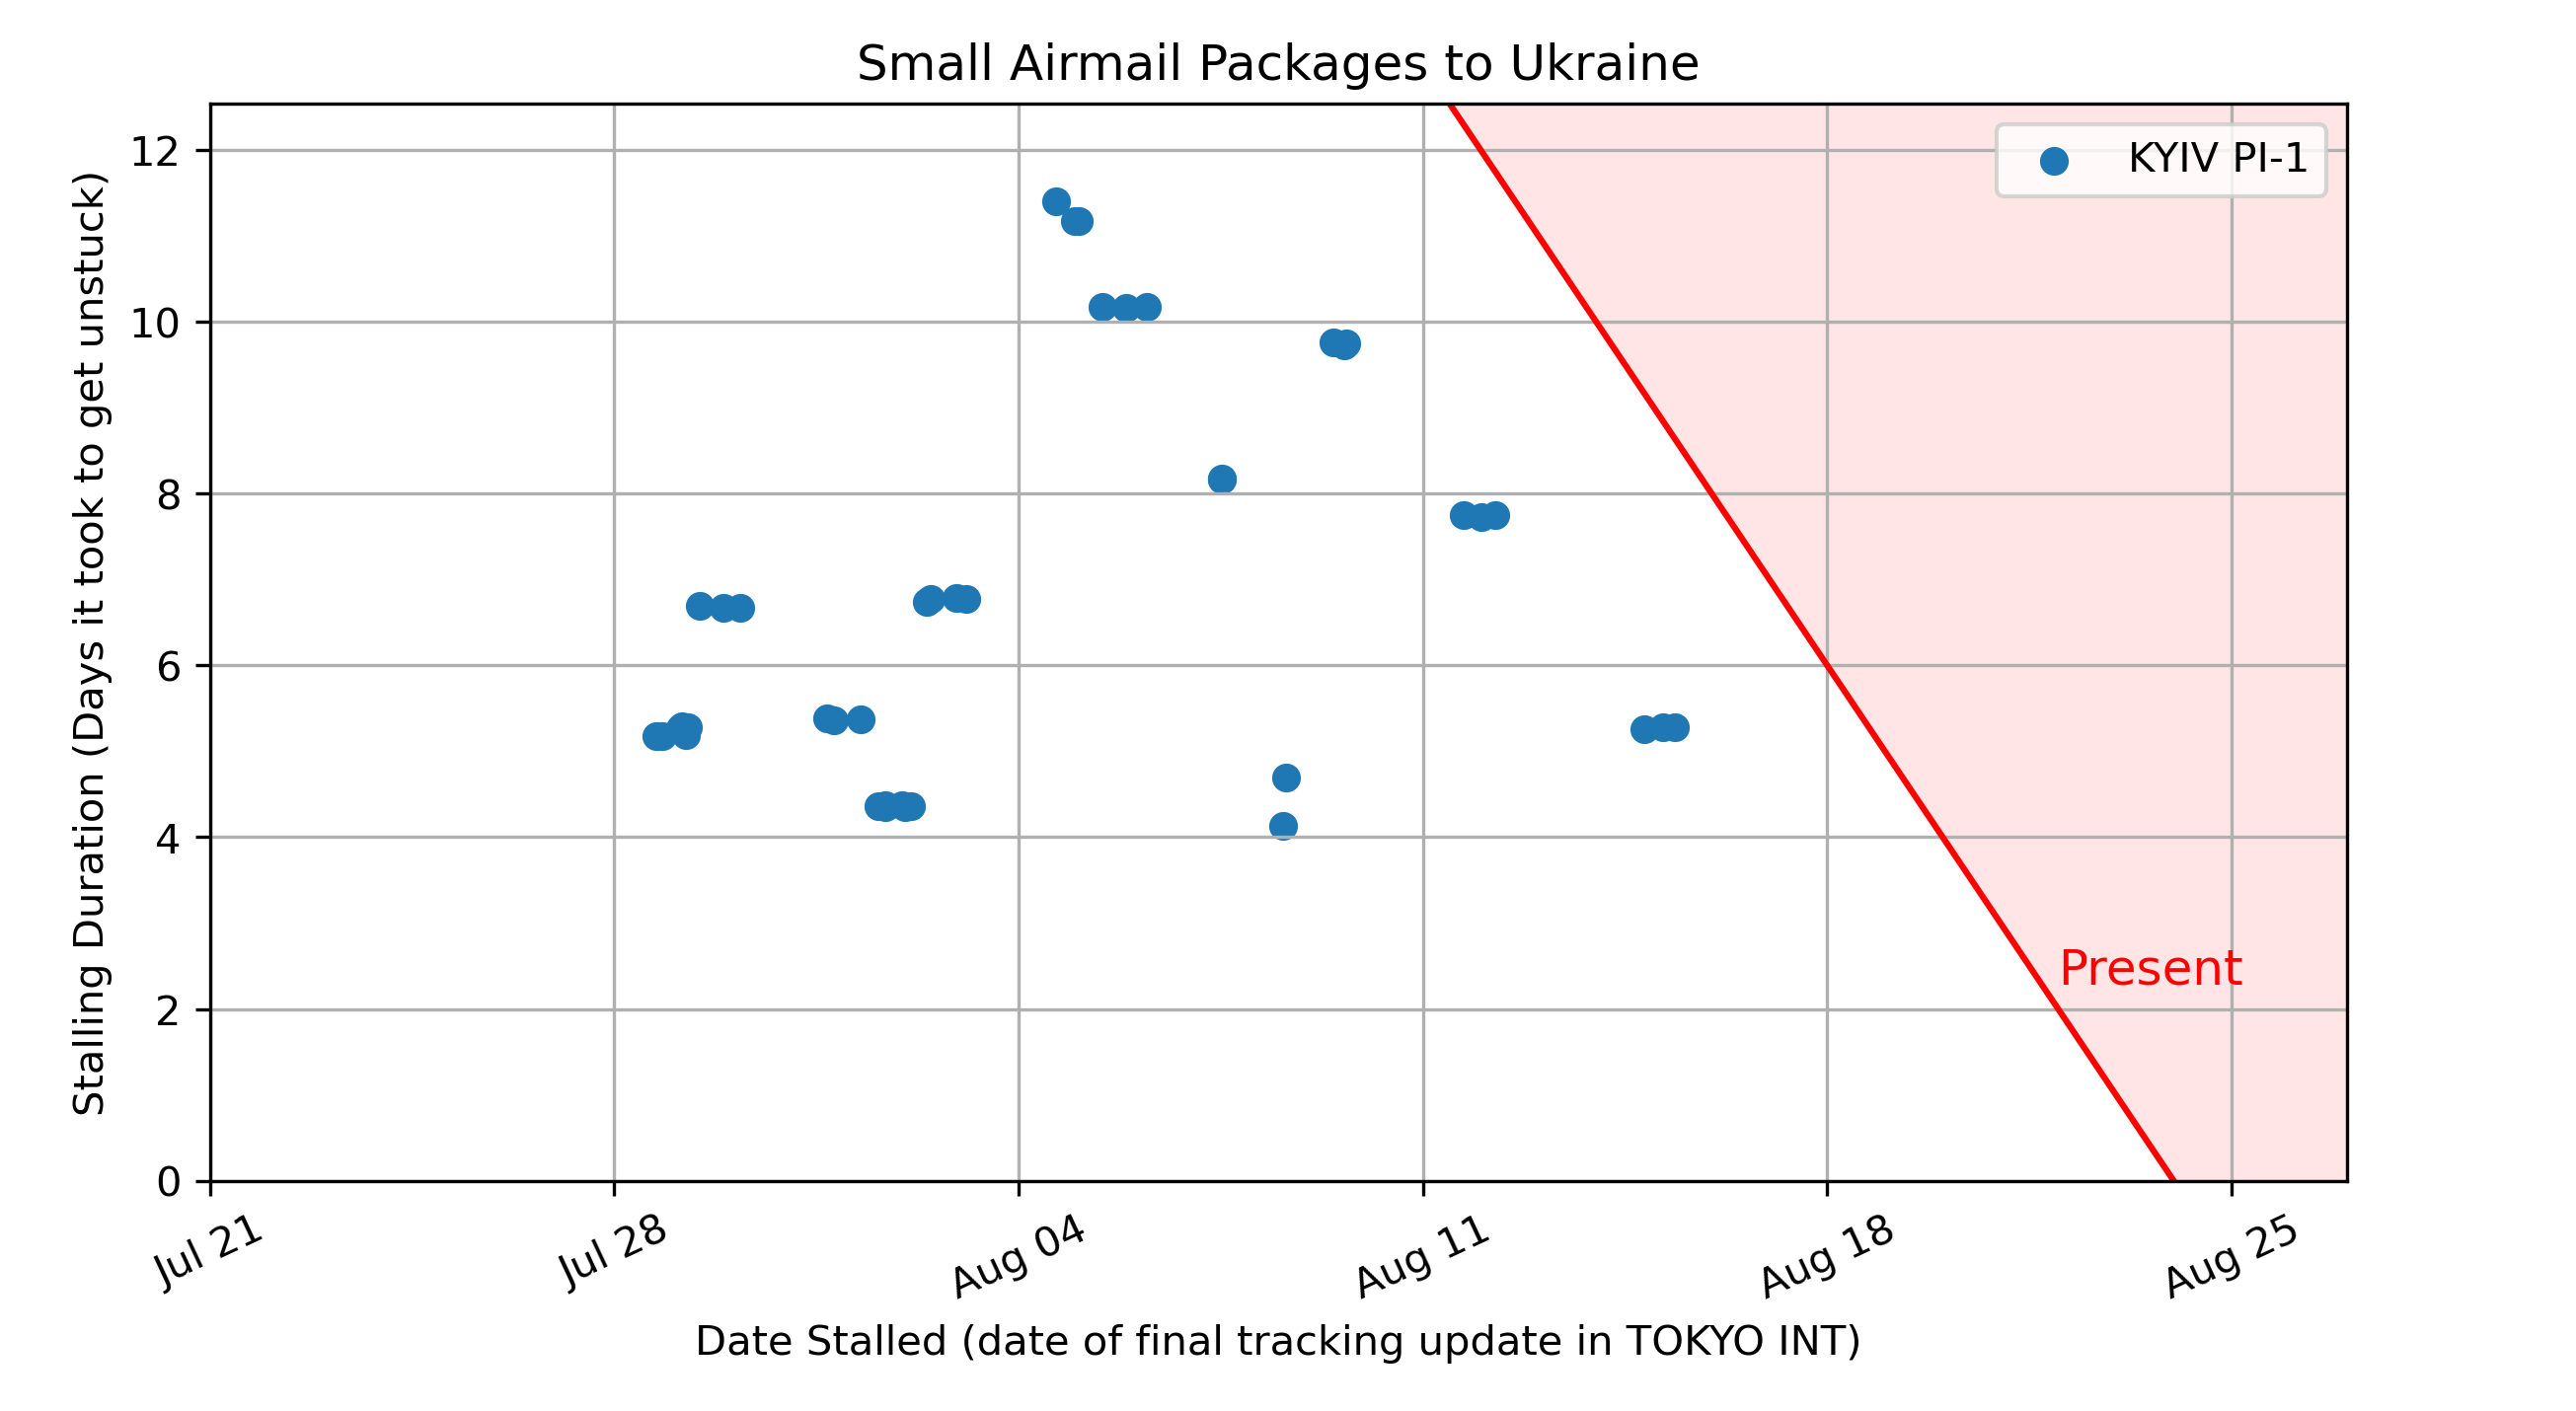 Small Airmail Packages to Ukraine
KYIV PI-1
Stalling Duration (Days it took to get unstuck)
12
10
8
6
4
2
0
Present
Jul 21
Jul 28
Aug 04
Aug 11
Aug 18
Aug 25
Date Stalled (date of final tracking update in TOKYO INT)